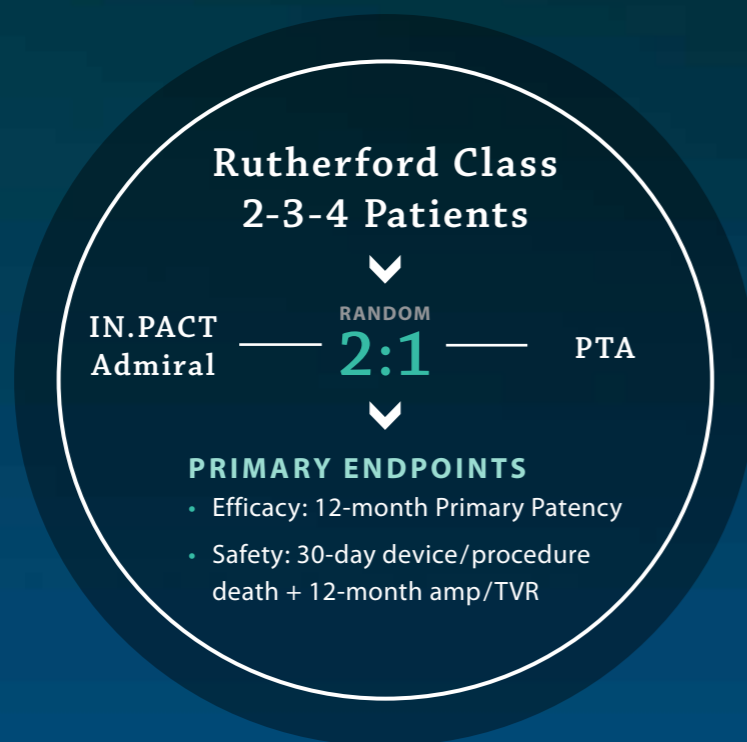 Rutherford Class
2-3-4 Patients
IN.PACT
Admiral
RANDOM
2:1
PTA
PRIMARY ENDPOINTS
• Efficacy: 12-month Primary Patency
• Safety: 30-day device/procedure
death + 12-month amp/TVR